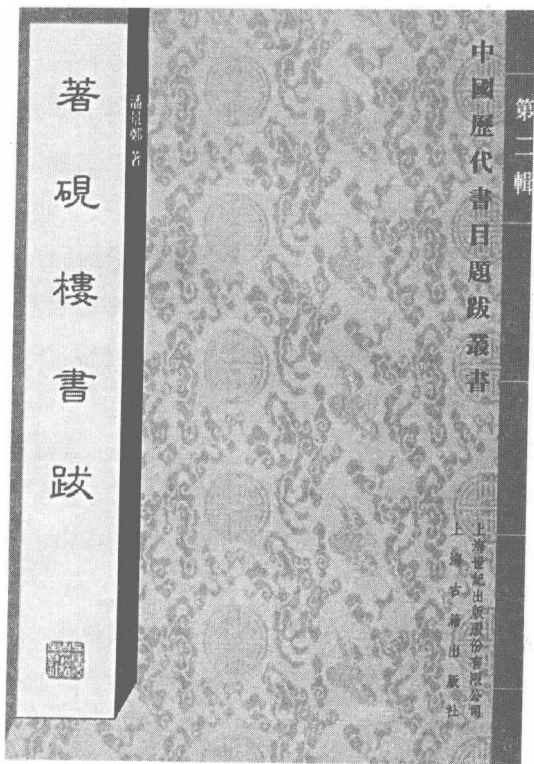 第二輯
中國歷代書目題跋叢書
上海世紀出版股份有限公司
上海古籍出版社
潘景鄭 著
著硯樓書跋